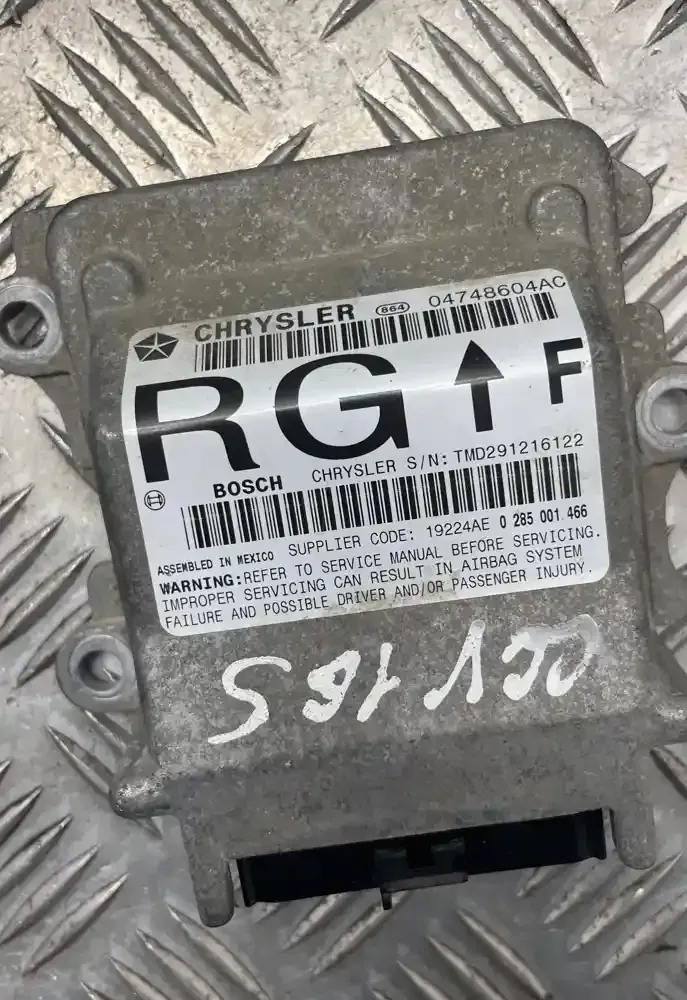 CHRYSLER 864 04748604AC
RG F
BOSCH CHRYSLER S/N: TMD291216122
ASSEMBLED IN MEXICO SUPPLIER CODE: 19224AE 0 285 001 466
WARNING: REFER TO SERVICE MANUAL BEFORE SERVICING.
IMPROPER SERVICING CAN RESULT IN AIRBAG SYSTEM
FAILURE AND POSSIBLE DRIVER AND/OR PASSENGER INJURY.